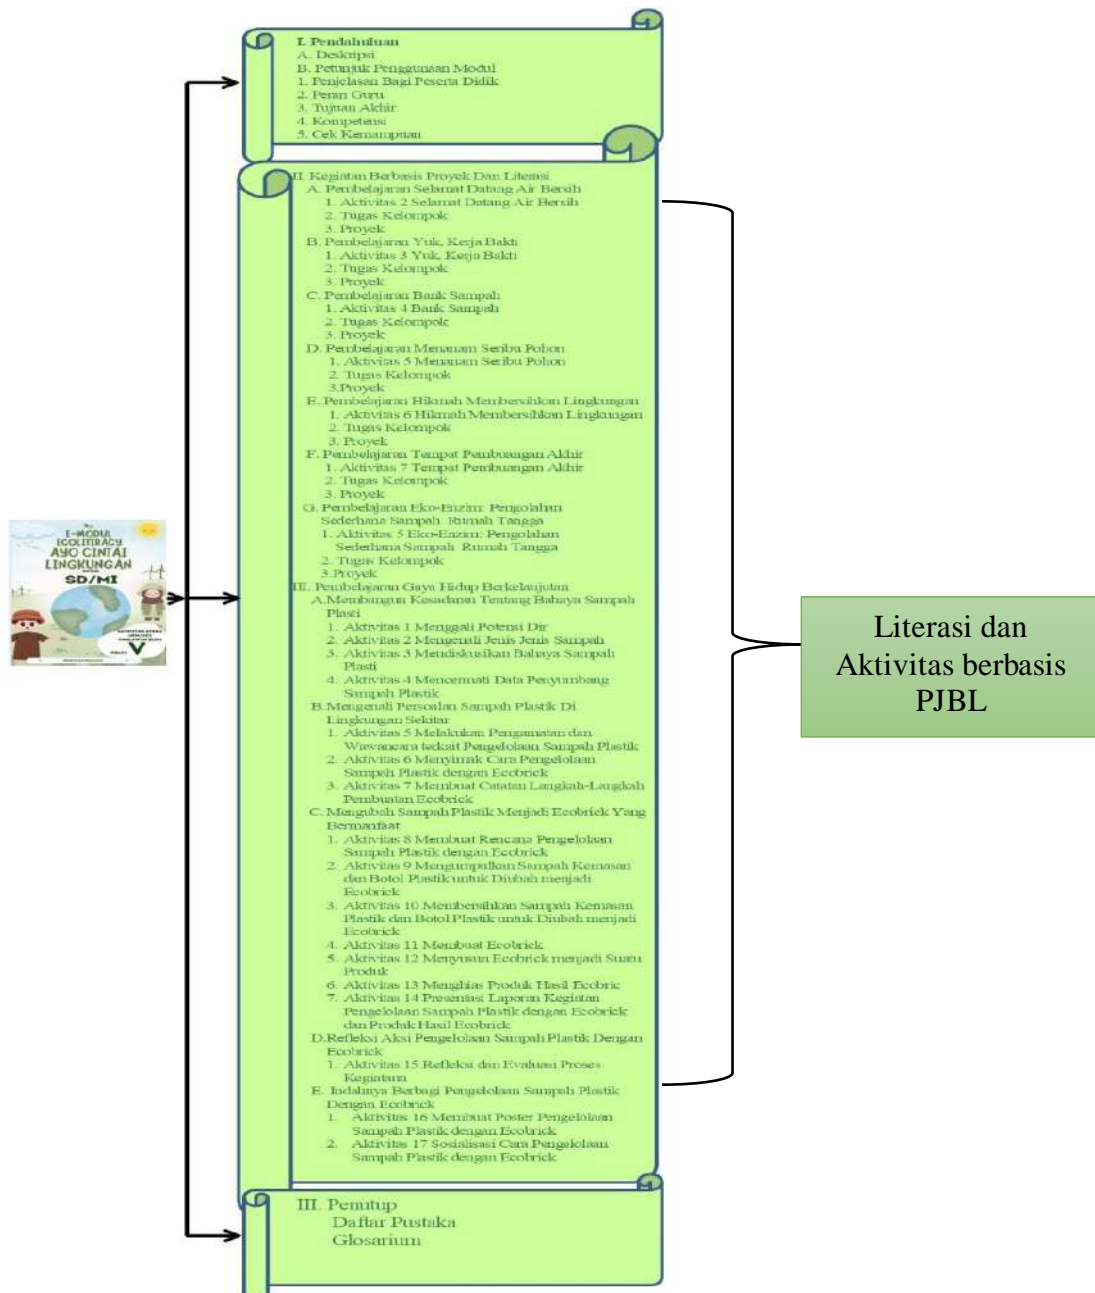 I. Pendahuluan
A. Deskripsi
B. Petunjuk Penggunaan Modul
1. Penjelasan Bagi Peserta Didik
2. Peran Guru
3. Tujuan Akhir
4. Kompetensi
5. Cek Kemampuan
II. Kegiatan Berbasis Proyek Dan Literasi
A. Pembelajaran Selamat Datang Air Bersih
1. Aktivitas 2 Selamat Datang Air Bersih
2. Tugas Kelompok
3. Proyek
B. Pembelajaran Yuk, Kerja Bakti
1. Aktivitas 3 Yuk, Kerja Bakti
2. Tugas Kelompok
3. Proyek
C. Pembelajaran Bank Sampah
1. Aktivitas 4 Bank Sampah
2. Tugas Kelompok
3. Proyek
D. Pembelajaran Menanam Seribu Pohon
1. Aktivitas 5 Menanam Seribu Pohon
2. Tugas Kelompok
3.Proyek
E. Pembelajaran Hikmah Membersihkan Lingkungan
1. Aktivitas 6 Hikmah Membersihkan Lingkungan
2. Tugas Kelompok
3. Proyek
F. Pembelajaran Tempat Pembuangan Akhir
1. Aktivitas 7 Tempat Pembuangan Akhir
2. Tugas Kelompok
3. Proyek
G. Pembelajaran Eko-Enzim: Pengolahan
Sederhana Sampah Rumah Tangga
1. Aktivitas 5 Eko-Enzim: Pengolahan
Sederhana Sampah Rumah Tangga
2. Tugas Kelompok
3.Proyek
III. Pembelajaran Gaya Hidup Berkelanjutan
A.Membangun Kesadaran Tentang Bahaya Sampah
Plasti
1. Aktivitas 1 Menggali Potensi Dir
2. Aktivitas 2 Mengenali Jenis Jenis Sampah
3. Aktivitas 3 Mendiskusikan Bahaya Sampah
Plasti
4. Aktivitas 4 Mencermati Data Penyumbang
Sampah Plastik
B. Mengenali Persoalan Sampah Plastik Di
Lingkungan Sekitar
1. Aktivitas 5 Melakukan Pengamatan dan
Wawancara terkait Pengelolaan Sampah Plastik
2. Aktivitas 6 Menyimak Cara Pengelolaan
Sampah Plastik dengan Ecobrick
3. Aktivitas 7 Membuat Catatan Langkah-Langkah
Pembuatan Ecobrick
C. Mengubah Sampah Plastik Menjadi Ecobrick Yang
Bermanfaat
1. Aktivitas 8 Membuat Rencana Pengelolaan
Sampah Plastik dengan Ecobrick
2. Aktivitas 9 Mengumpulkan Sampah Kemasan
dan Botol Plastik untuk Diubah menjadi
Ecobrick
3. Aktivitas 10 Membersihkan Sampah Kemasan
Plastik dan Botol Plastik untuk Diubah menjadi
Ecobrick
4. Aktivitas 11 Membuat Ecobrick
5. Aktivitas 12 Menyusun Ecobrick menjadi Suatu
Produk
6. Aktivitas 13 Menghias Produk Hasil Ecobric
7. Aktivitas 14 Presentasi Laporan Kegiatan
Pengelolaan Sampah Plastik dengan Ecobrick
dan Produk Hasil Ecobrick
D.Refleksi Aksi Pengelolaan Sampah Plastik Dengan
Ecobrick
1. Aktivitas 15 Refleksi dan Evaluasi Proses
Kegiatann
E. Indahnya Berbagi Pengelolaan Sampah Plastik
Dengan Ecobrick
1. Aktivitas 16 Membuat Poster Pengelolaan
Sampah Plastik dengan Ecobrick
2. Aktivitas 17 Sosialisasi Cara Pengelolaan
Sampah Plastik dengan Ecobrick
III. Penutup
Daftar Pustaka
Glosarium
E-MODUL
ECOLITERACY
AYO CINTAI
LINGKUNGAN
SD/MI
V
Literasi dan
Aktivitas berbasis
PJBL